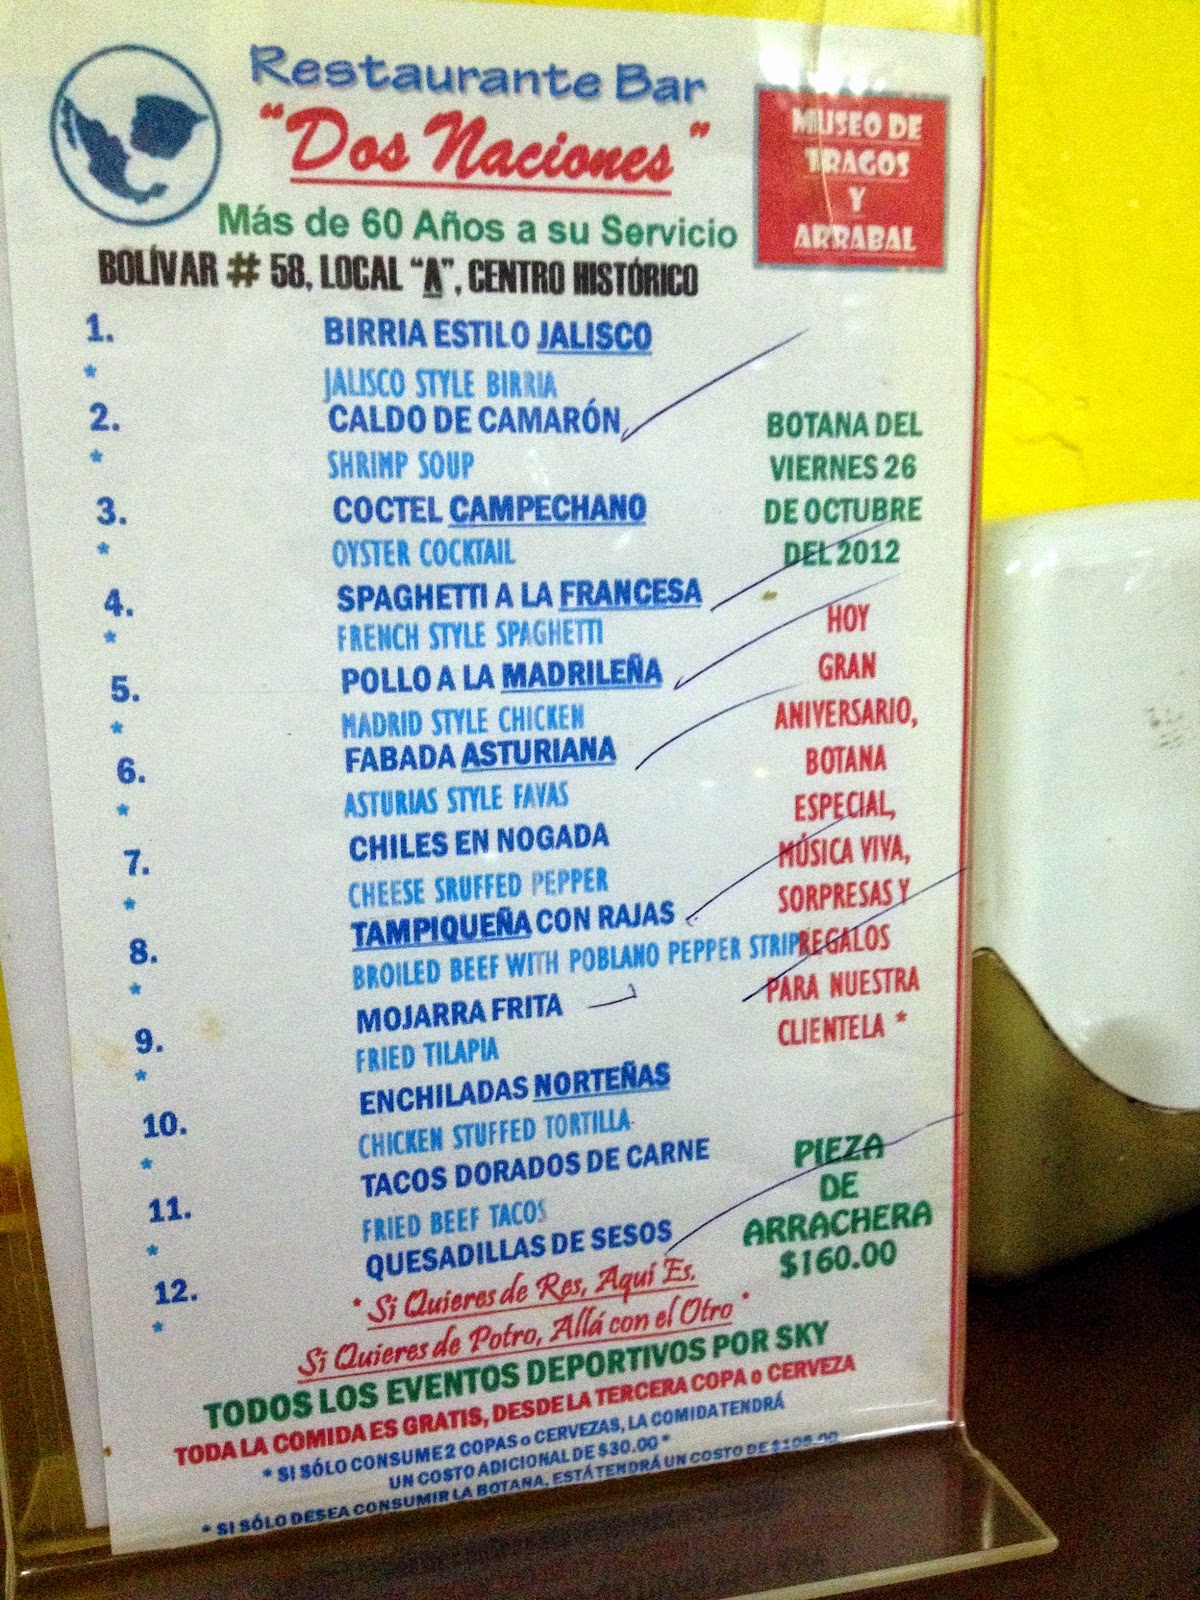 Restaurante Bar
"Dos Naciones"
Más de 60 Años a su Servicio
BOLÍVAR # 58, LOCAL "A", CENTRO HISTÓRICO
MUSEO DE
TRAGOS
Y
ARRABAL
1. BIRRIA ESTILO JALISCO
* JALISCO STYLE BIRRIA
2. CALDO DE CAMARÓN
* SHRIMP SOUP
3. COCTEL CAMPECHANO
* OYSTER COCKTAIL
4. SPAGHETTI A LA FRANCESA
* FRENCH STYLE SPAGHETTI
5. POLLO A LA MADRILEÑA
* MADRID STYLE CHICKEN
6. FABADA ASTURIANA
* ASTURIAS STYLE FAVAS
7. CHILES EN NOGADA
* CHEESE SRUFFED PEPPER
8. TAMPIQUEÑA CON RAJAS
* BROILED BEEF WITH POBLANO PEPPER STRIP
9. MOJARRA FRITA
* FRIED TILAPIA
10. ENCHILADAS NORTEÑAS
* CHICKEN STUFFED TORTILLA
11. TACOS DORADOS DE CARNE
* FRIED BEEF TACOS
12. QUESADILLAS DE SESOS
*
BOTANA DEL
VIERNES 26
DE OCTUBRE
DEL 2012
HOY
GRAN
ANIVERSARIO,
BOTANA
ESPECIAL,
MÚSICA VIVA,
SORPRESAS Y
REGALOS
PARA NUESTRA
CLIENTELA *
PIEZA
DE
ARRACHERA
$160.00
* Si Quieres de Res, Aquí Es.
Si Quieres de Potro, Allá con el Otro *
TODOS LOS EVENTOS DEPORTIVOS POR SKY
TODA LA COMIDA ES GRATIS, DESDE LA TERCERA COPA o CERVEZA
* SI SÓLO CONSUME 2 COPAS o CERVEZAS, LA COMIDA TENDRÁ
UN COSTO ADICIONAL DE $30.00 *
* SI SÓLO DESEA CONSUMIR LA BOTANA, ESTÁ TENDRÁ UN COSTO DE